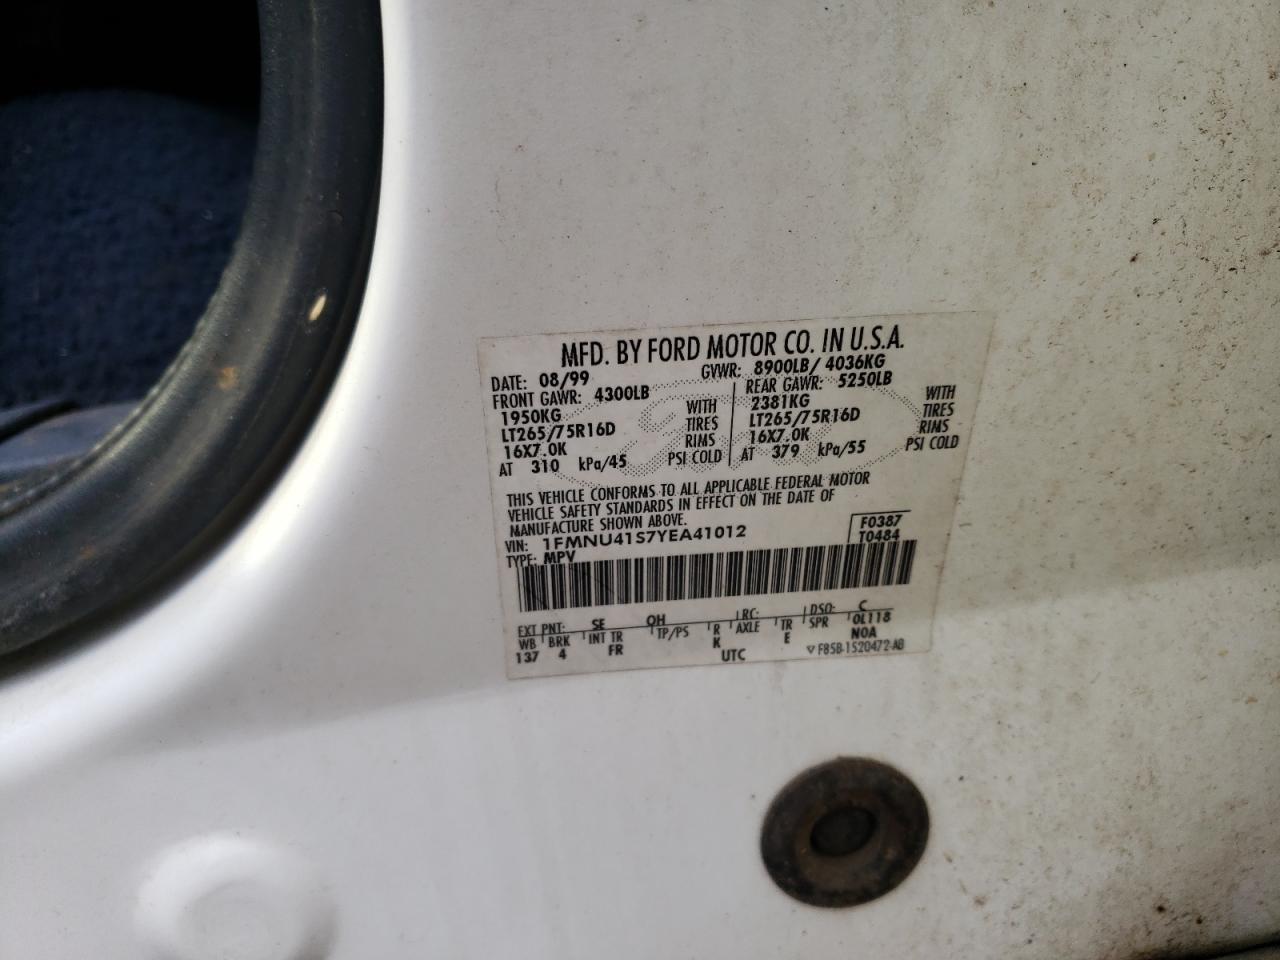 MFD. BY FORD MOTOR CO. IN U.S.A.
DATE: 08/99 GVWR: 8900LB/ 4036KG
FRONT GAWR: 4300LB REAR GAWR: 5250LB
1950KG WITH 2381KG WITH
LT265/75R16D TIRES LT265/75R16D TIRES
16X7.0K RIMS 16X7.0K RIMS
AT 310 kPa/45 PSI COLD AT 379 kPa/55 PSI COLD
THIS VEHICLE CONFORMS TO ALL APPLICABLE FEDERAL MOTOR
VEHICLE SAFETY STANDARDS IN EFFECT ON THE DATE OF
MANUFACTURE SHOWN ABOVE.
VIN: 1FMNU41S7YEA41012 F0387
TYPE: MPV T0484
EXT PNT: SE OH RC: DSO: C
WB BRK INT TR TP/PS R AXLE TR SPR 0L118
137 4 FR K E N0A
UTC ▽ F85B-1520472-AB